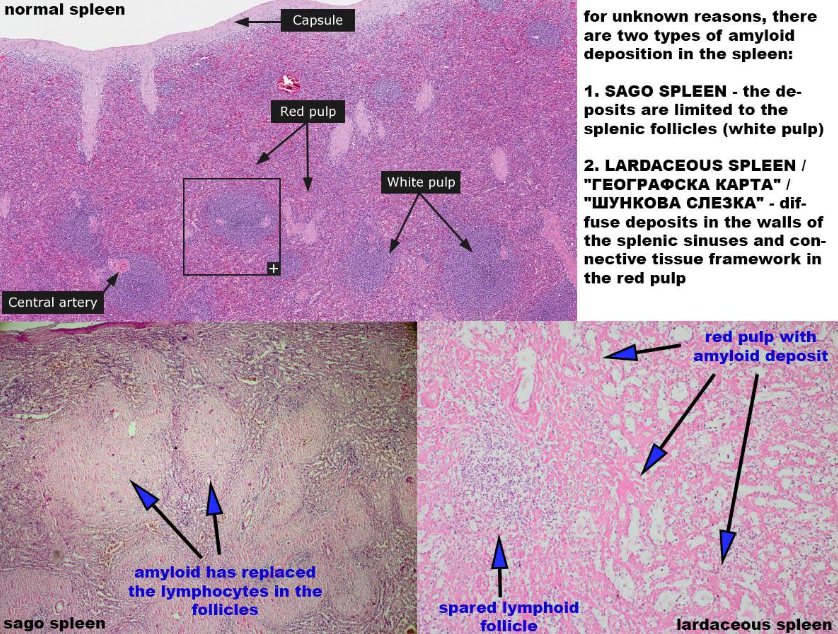 normal spleen
Capsule
Red pulp
White pulp
Central artery
+
for unknown reasons, there
are two types of amyloid
deposition in the spleen:
1. SAGO SPLEEN - the de-
posits are limited to the
splenic follicles (white pulp)
2. LARDACEOUS SPLEEN /
"ГЕОГРАФСКА КАРТА" /
"ШУНКОВА СЛЕЗКА" - dif-
fuse deposits in the walls of
the splenic sinuses and con-
nective tissue framework in
the red pulp
amyloid has replaced
the lymphocytes in the
follicles
sago spleen
red pulp with
amyloid deposit
spared lymphoid
follicle
lardaceous spleen